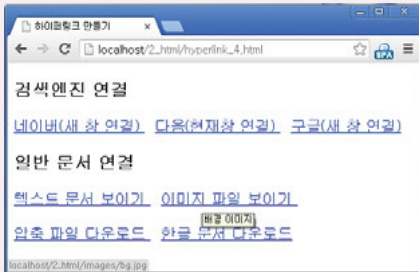 하이퍼링크 만들기
localhost/2_html/hyperlink_4.html
검색엔진 연결
네이버(새 창 연결) 다음(현재창 연결) 구글(새 창 연결)
일반 문서 연결
텍스트 문서 보이기 이미지 파일 보이기
배경 이미지
압축 파일 다운로드 한글 문서 다운로드
localhost/2_html/images/bg.jpg